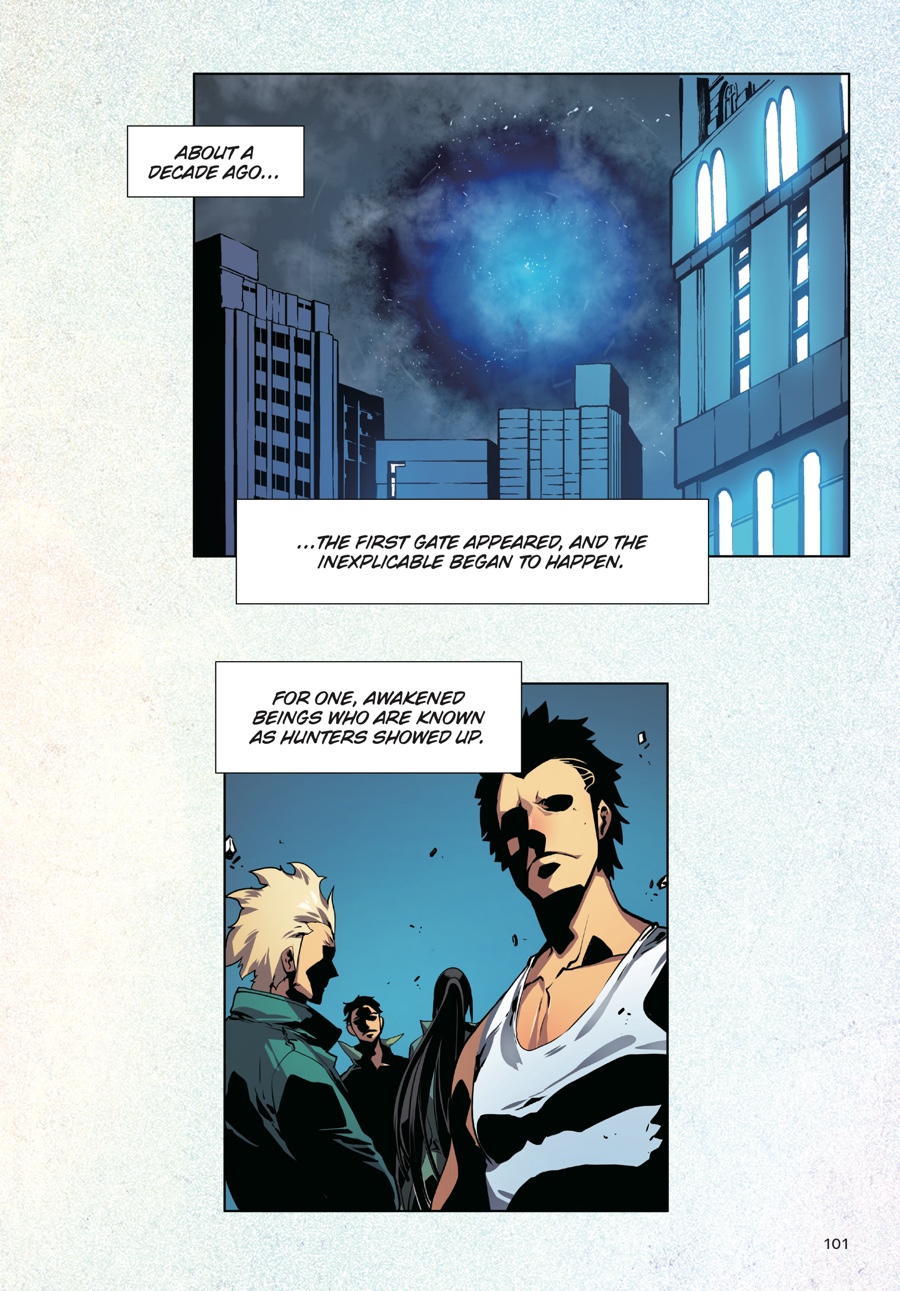 ABOUT A
DECADE AGO...
...THE FIRST GATE APPEARED, AND THE
INEXPLICABLE BEGAN TO HAPPEN.
FOR ONE, AWAKENED
BEINGS WHO ARE KNOWN
AS HUNTERS SHOWED UP.
101